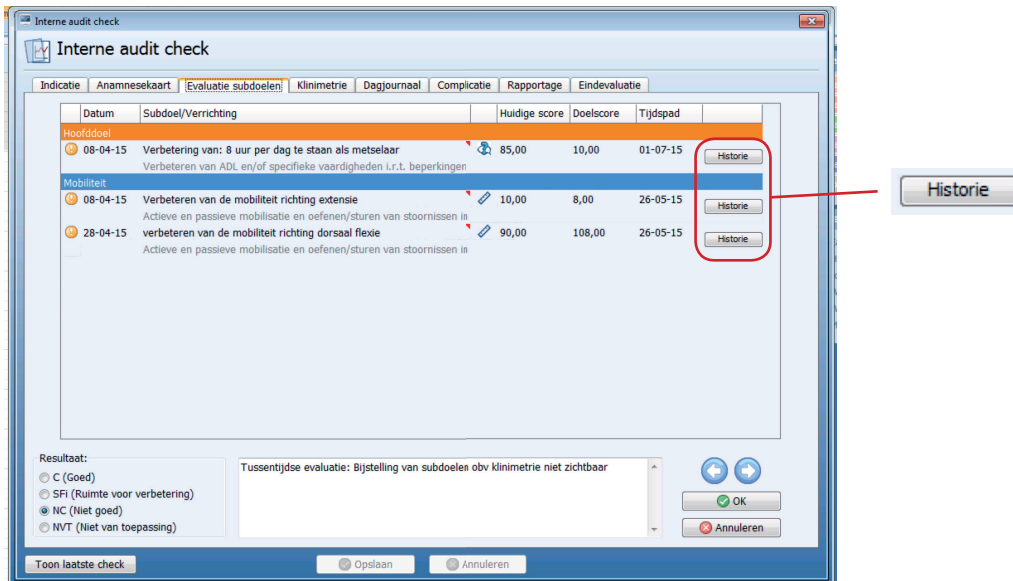 Interne audit check
Interne audit check
Indicatie Anamnesekaart Evaluatie subdoelen Klinimetrie Dagjournaal Complicatie Rapportage Eindevaluatie
Datum Subdoel/Verrichting Huidige score Doelscore Tijdspad
Hoofddoel
08-04-15 Verbetering van: 8 uur per dag te staan als metselaar 85,00 10,00 01-07-15 Historie
Verbeteren van ADL en/of specifieke vaardigheden i.r.t. beperkingen
Historie
Mobiliteit
08-04-15 Verbeteren van de mobiliteit richting extensie 10,00 8,00 26-05-15 Historie
Actieve en passieve mobilisatie en oefenen/sturen van stoornissen in
28-04-15 verbeteren van de mobiliteit richting dorsaal flexie 90,00 108,00 26-05-15 Historie
Actieve en passieve mobilisatie en oefenen/sturen van stoornissen in
Resultaat:
C (Goed)
SFi (Ruimte voor verbetering)
NC (Niet goed)
NVT (Niet van toepassing)
Tussentijdse evaluatie: Bijstelling van subdoelen obv klinimetrie niet zichtbaar
OK
Annuleren
Toon laatste check Opslaan Annuleren